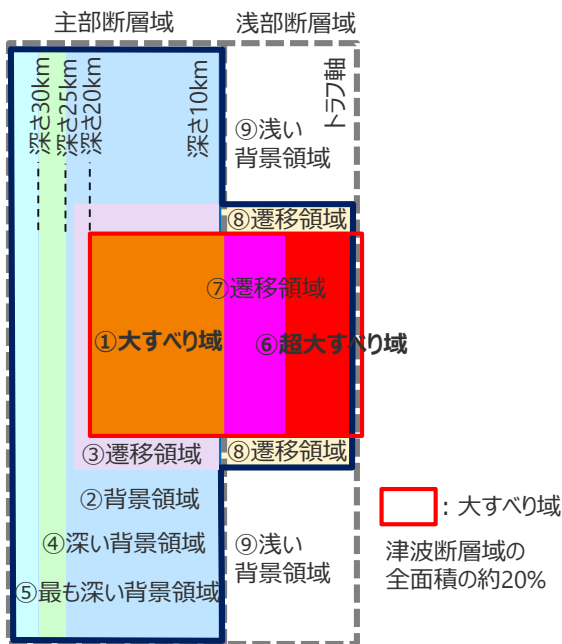 主部断層域
浅部断層域
深さ30km
深さ25km
深さ20km
深さ10km
トラフ軸
⑨浅い
背景領域
⑧遷移領域
⑦遷移領域
①大すべり域
⑥超大すべり域
③遷移領域
⑧遷移領域
②背景領域
④深い背景領域
⑨浅い
背景領域
⑤最も深い背景領域
: 大すべり域
津波断層域の
全面積の約20%